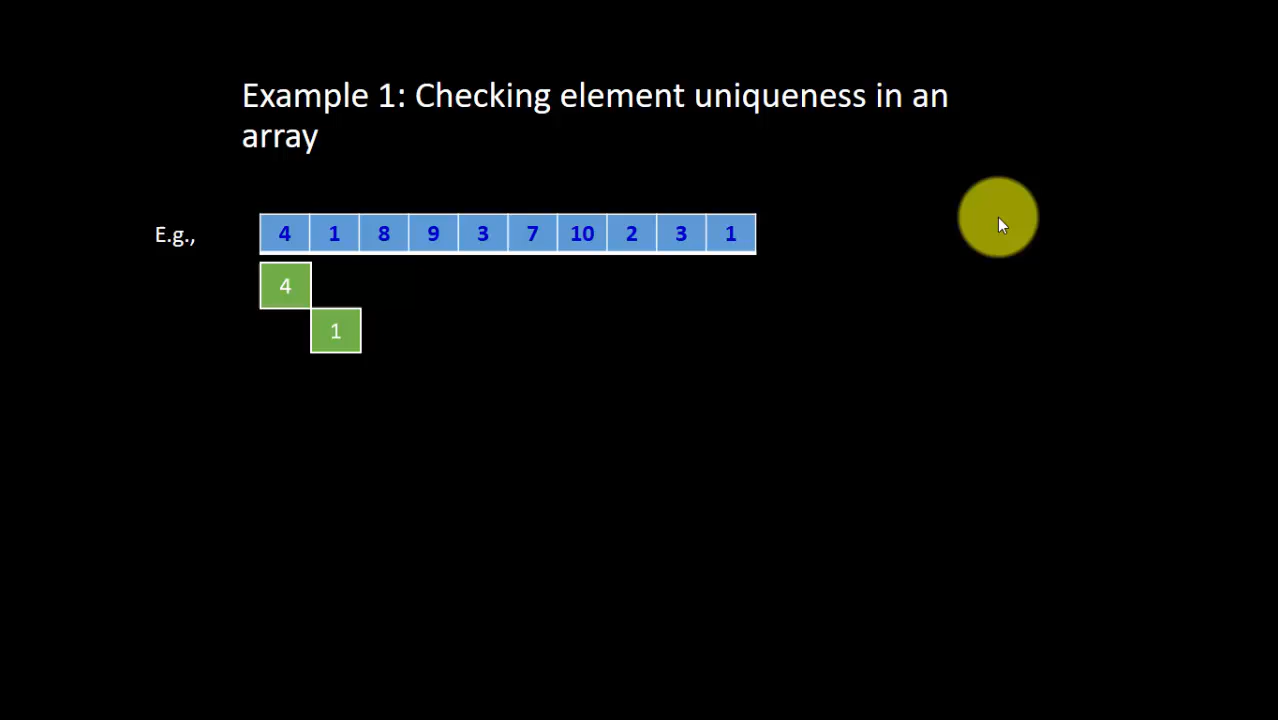 Example 1: Checking element uniqueness in an
array
E.g., 4 1 8 9 3 7 10 2 3 1
4
1